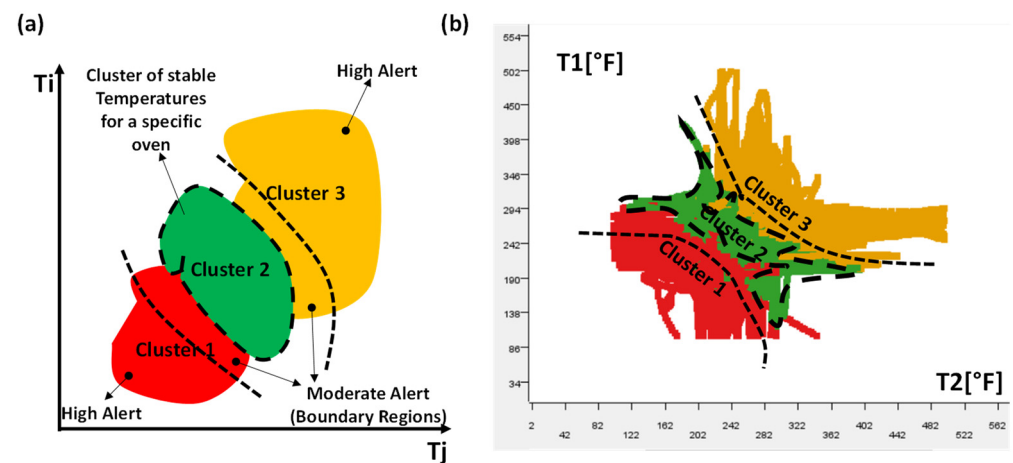 (a)
Ti
Cluster of stable
Temperatures
for a specific
oven
High Alert
Cluster 3
Cluster 2
Cluster 1
High Alert
Moderate Alert
(Boundary Regions)
Tj
(b)
T1[°F]
554
502
450
398
346
294
242
190
138
86
34
Cluster 3
Cluster 2
Cluster 1
T2[°F]
2
82
122
162
202
242
282
322
362
402
442
482
522
562
42